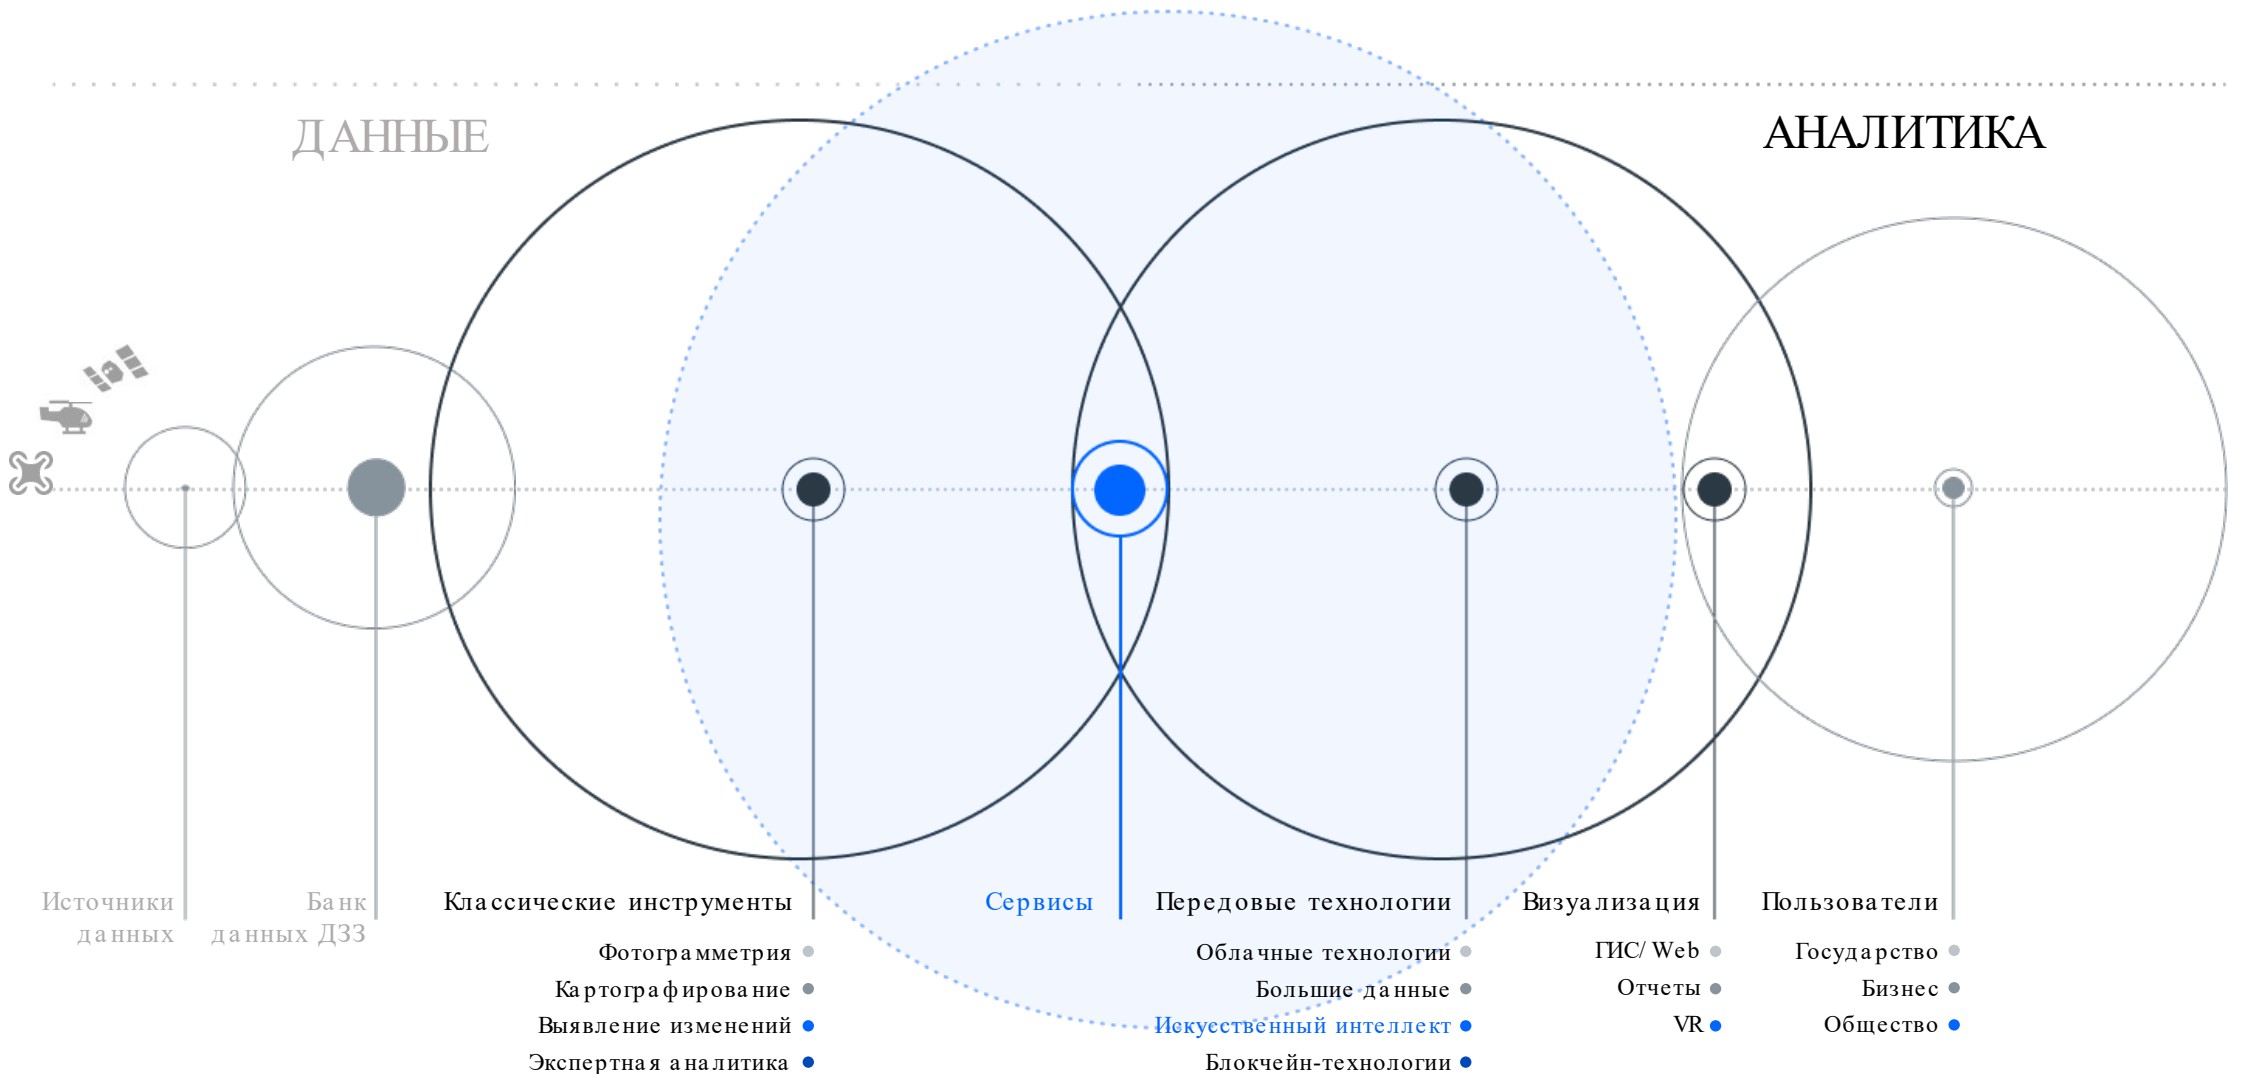 ДАННЫЕ
АНАЛИТИКА
Источники
данных
Банк
данных ДЗЗ
Классические инструменты
Фотограмметрия
Картографирование
Выявление изменений
Экспертная аналитика
Сервисы
Передовые технологии
Облачные технологии
Большие данные
Искусственный интеллект
Блокчейн-технологии
Визуализация
ГИС/ Web
Отчеты
VR
Пользователи
Государство
Бизнес
Общество